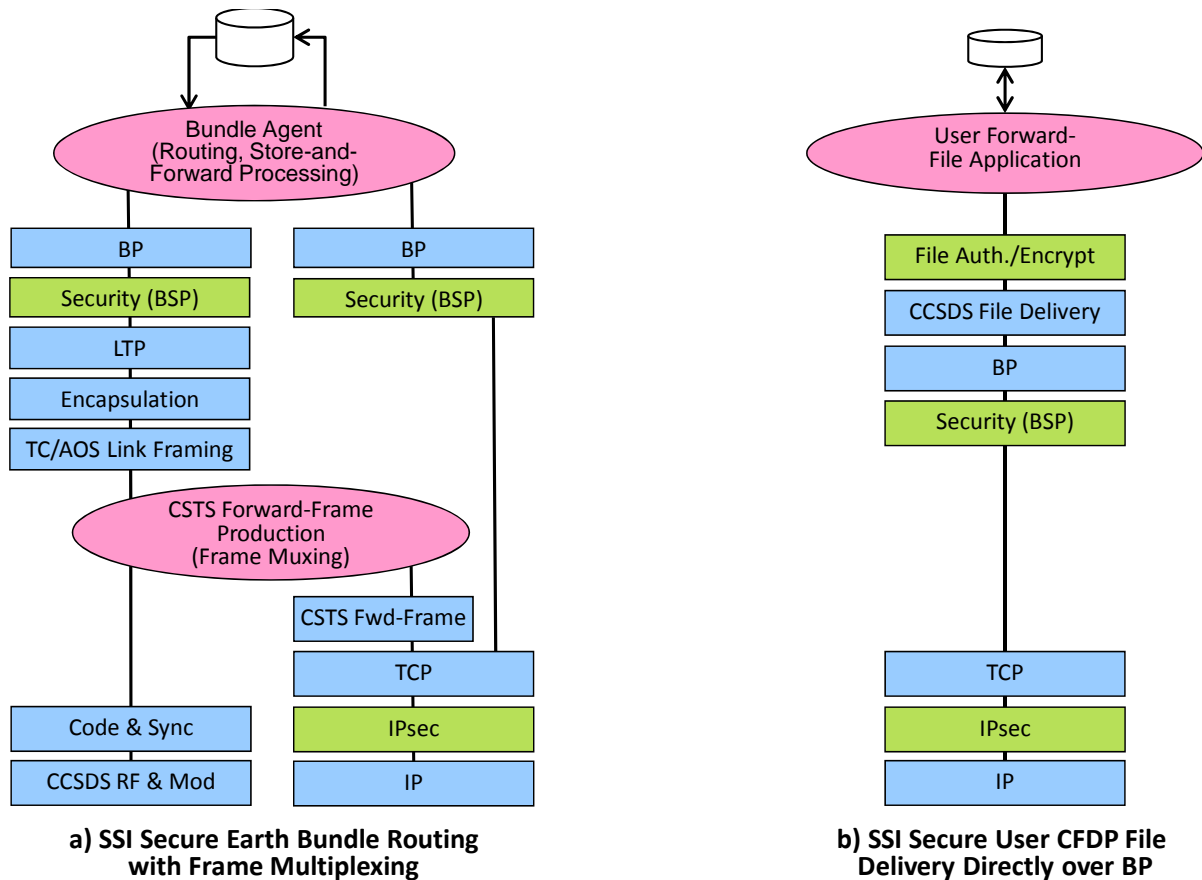 Bundle Agent
(Routing, Store-and-
Forward Processing)
BP
Security (BSP)
LTP
Encapsulation
TC/AOS Link Framing
BP
Security (BSP)
CSTS Forward-Frame
Production
(Frame Muxing)
CSTS Fwd-Frame
TCP
IPsec
IP
Code & Sync
CCSDS RF & Mod
a) SSI Secure Earth Bundle Routing
with Frame Multiplexing
User Forward-
File Application
File Auth./Encrypt
CCSDS File Delivery
BP
Security (BSP)
TCP
IPsec
IP
b) SSI Secure User CFDP File
Delivery Directly over BP